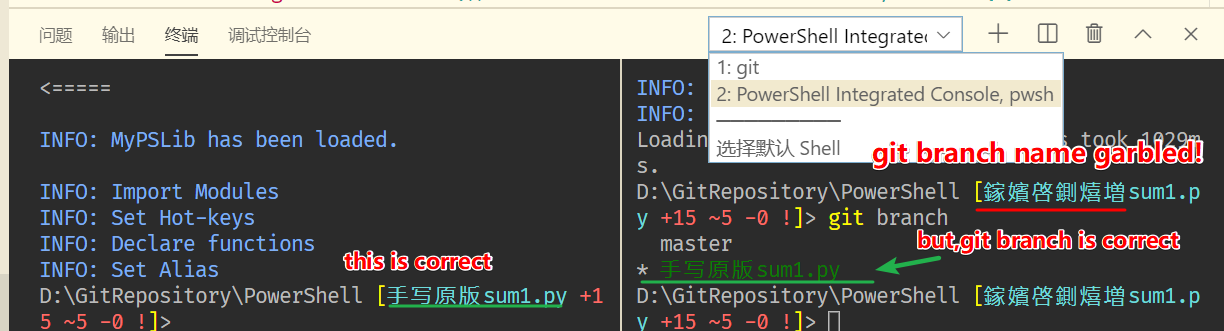 问题 输出 终端 调试控制台
2: PowerShell Integrated
1: git
2: PowerShell Integrated Console, pwsh
选择默认 Shell
<=====
INFO: MyPSLib has been loaded.
INFO: Import Modules
INFO: Set Hot-keys
INFO: Declare functions
INFO: Set Alias
this is correct
D:\GitRepository\PowerShell [手写原版sum1.py +1
5 ~5 -0 !]>
INFO:
INFO:
Loadin s took 1029m
s.
git branch name garbled!
D:\GitRepository\PowerShell [鎵嬪啓鍘熺増sum1.p
y +15 ~5 -0 !]> git branch
master
but,git branch is correct
* 手写原版sum1.py
D:\GitRepository\PowerShell [鎵嬪啓鍘熺増sum1.p
y +15 ~5 -0 !]>